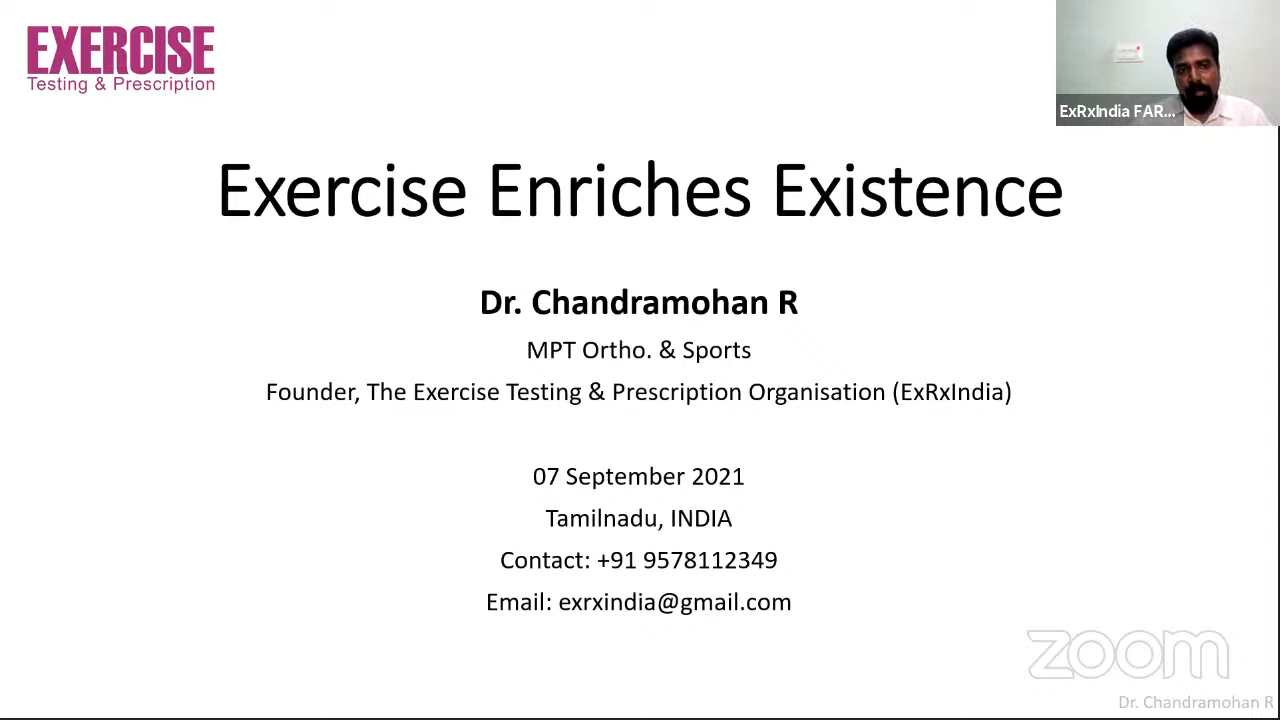 EXERCISE
Testing & Prescription
ExRxIndia FAR...
Exercise Enriches Existence
Dr. Chandramohan R
MPT Ortho. & Sports
Founder, The Exercise Testing & Prescription Organisation (ExRxIndia)
07 September 2021
Tamilnadu, INDIA
Contact: +91 9578112349
Email: exrxindia@gmail.com
zoom
Dr. Chandramohan R